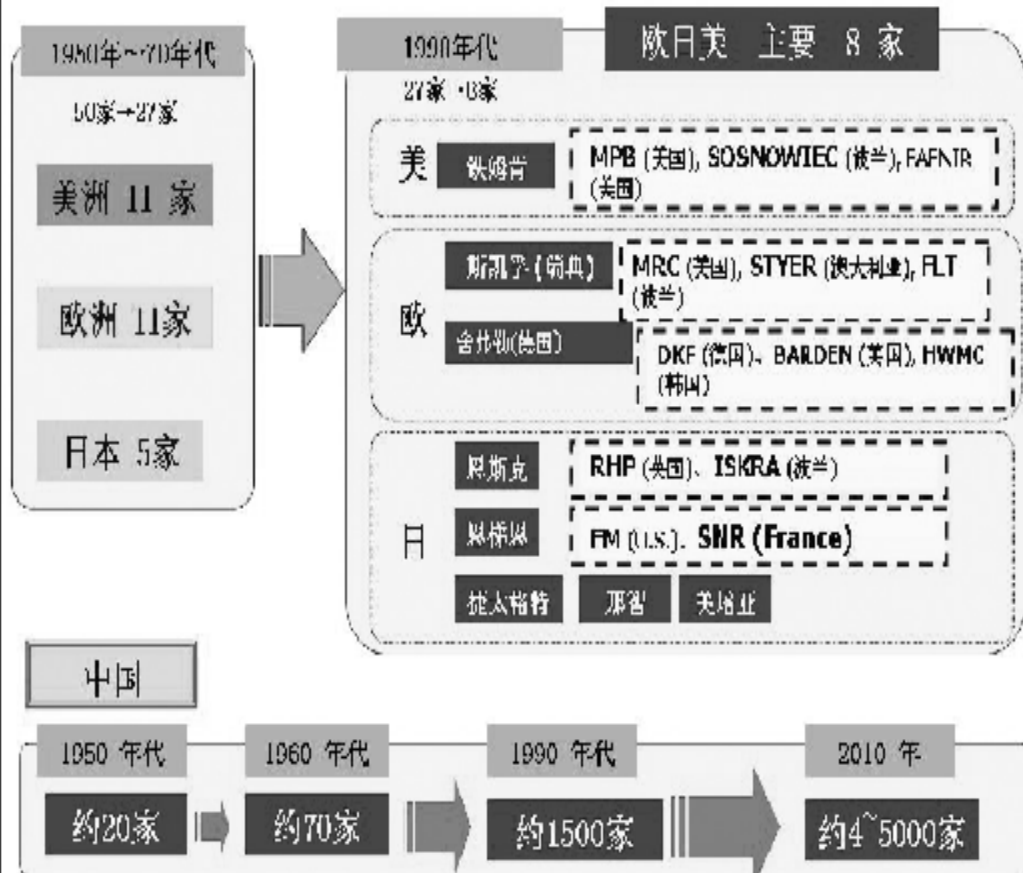 1950年~70年代
50家→27家
美洲 11 家
欧洲 11家
日本 5家
1990年代
27家→8家
欧日美 主要 8 家
美
铁姆肯
MPB (美国), SOSNOWIEC (波兰), FAFNIR
(美国)
欧
斯凯孚(瑞典)
MRC (美国), STYER (澳大利业), FLT
(波兰)
舍弗勒(德国)
DKF (德国)、BARDEN (美国), HWMC
(韩国)
日
恩斯克
RHP (英国)、ISKRA (波兰)
恩梯恩
FM (U.S.)、SNR (France)
捷太格特
那智
美培亚
中国
1950 年代
1960 年代
1990 年代
2010 年
约20家
约70家
约1500家
约4~5000家